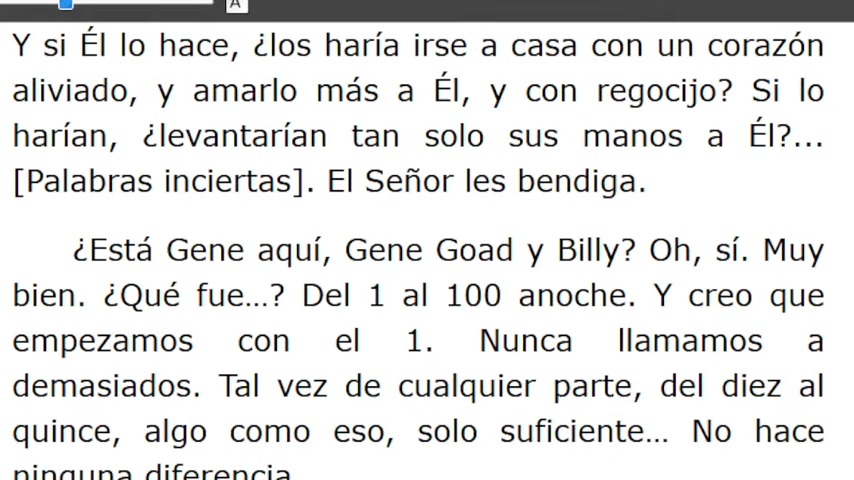 A
Y si Él lo hace, ¿los haría irse a casa con un corazón
aliviado, y amarlo más a Él, y con regocijo? Si lo
harían, ¿levantarían tan solo sus manos a Él?...
[Palabras inciertas]. El Señor les bendiga.
¿Está Gene aquí, Gene Goad y Billy? Oh, sí. Muy
bien. ¿Qué fue…? Del 1 al 100 anoche. Y creo que
empezamos con el 1. Nunca llamamos a
demasiados. Tal vez de cualquier parte, del diez al
quince, algo como eso, solo suficiente… No hace
ninguna diferencia.